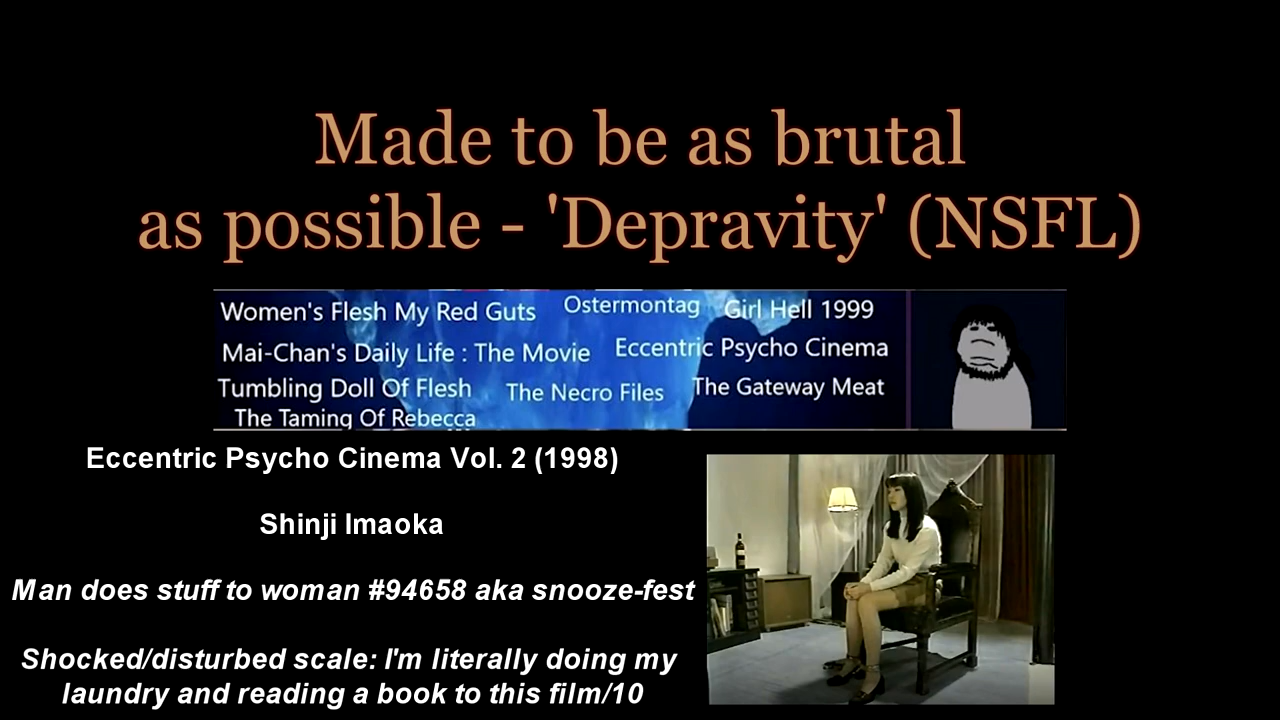 Made to be as brutal
as possible - 'Depravity' (NSFL)
Women's Flesh My Red Guts Ostermontag Girl Hell 1999
Mai-Chan's Daily Life : The Movie Eccentric Psycho Cinema
Tumbling Doll Of Flesh The Necro Files The Gateway Meat
The Taming Of Rebecca
Eccentric Psycho Cinema Vol. 2 (1998)
Shinji Imaoka
Man does stuff to woman #94658 aka snooze-fest
Shocked/disturbed scale: I'm literally doing my
laundry and reading a book to this film/10